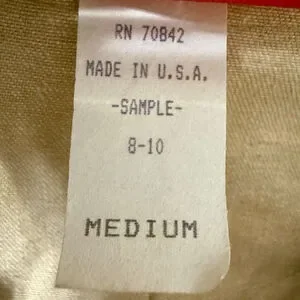 RN 70842
MADE IN U.S.A.
-SAMPLE-
8-10
MEDIUM